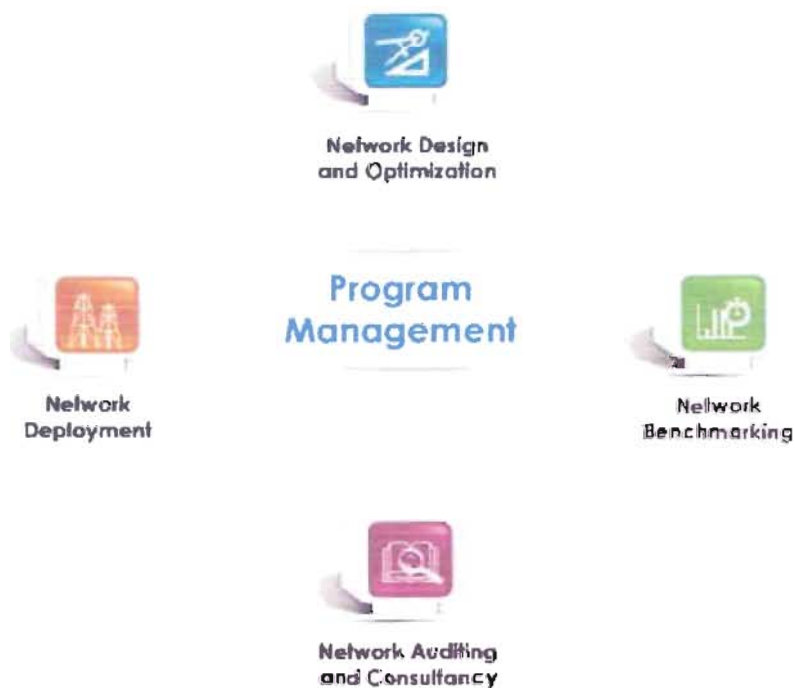 Network Design
and Optimization
Program
Management
Network
Deployment
Network
Benchmarking
Network Auditing
and Consultancy